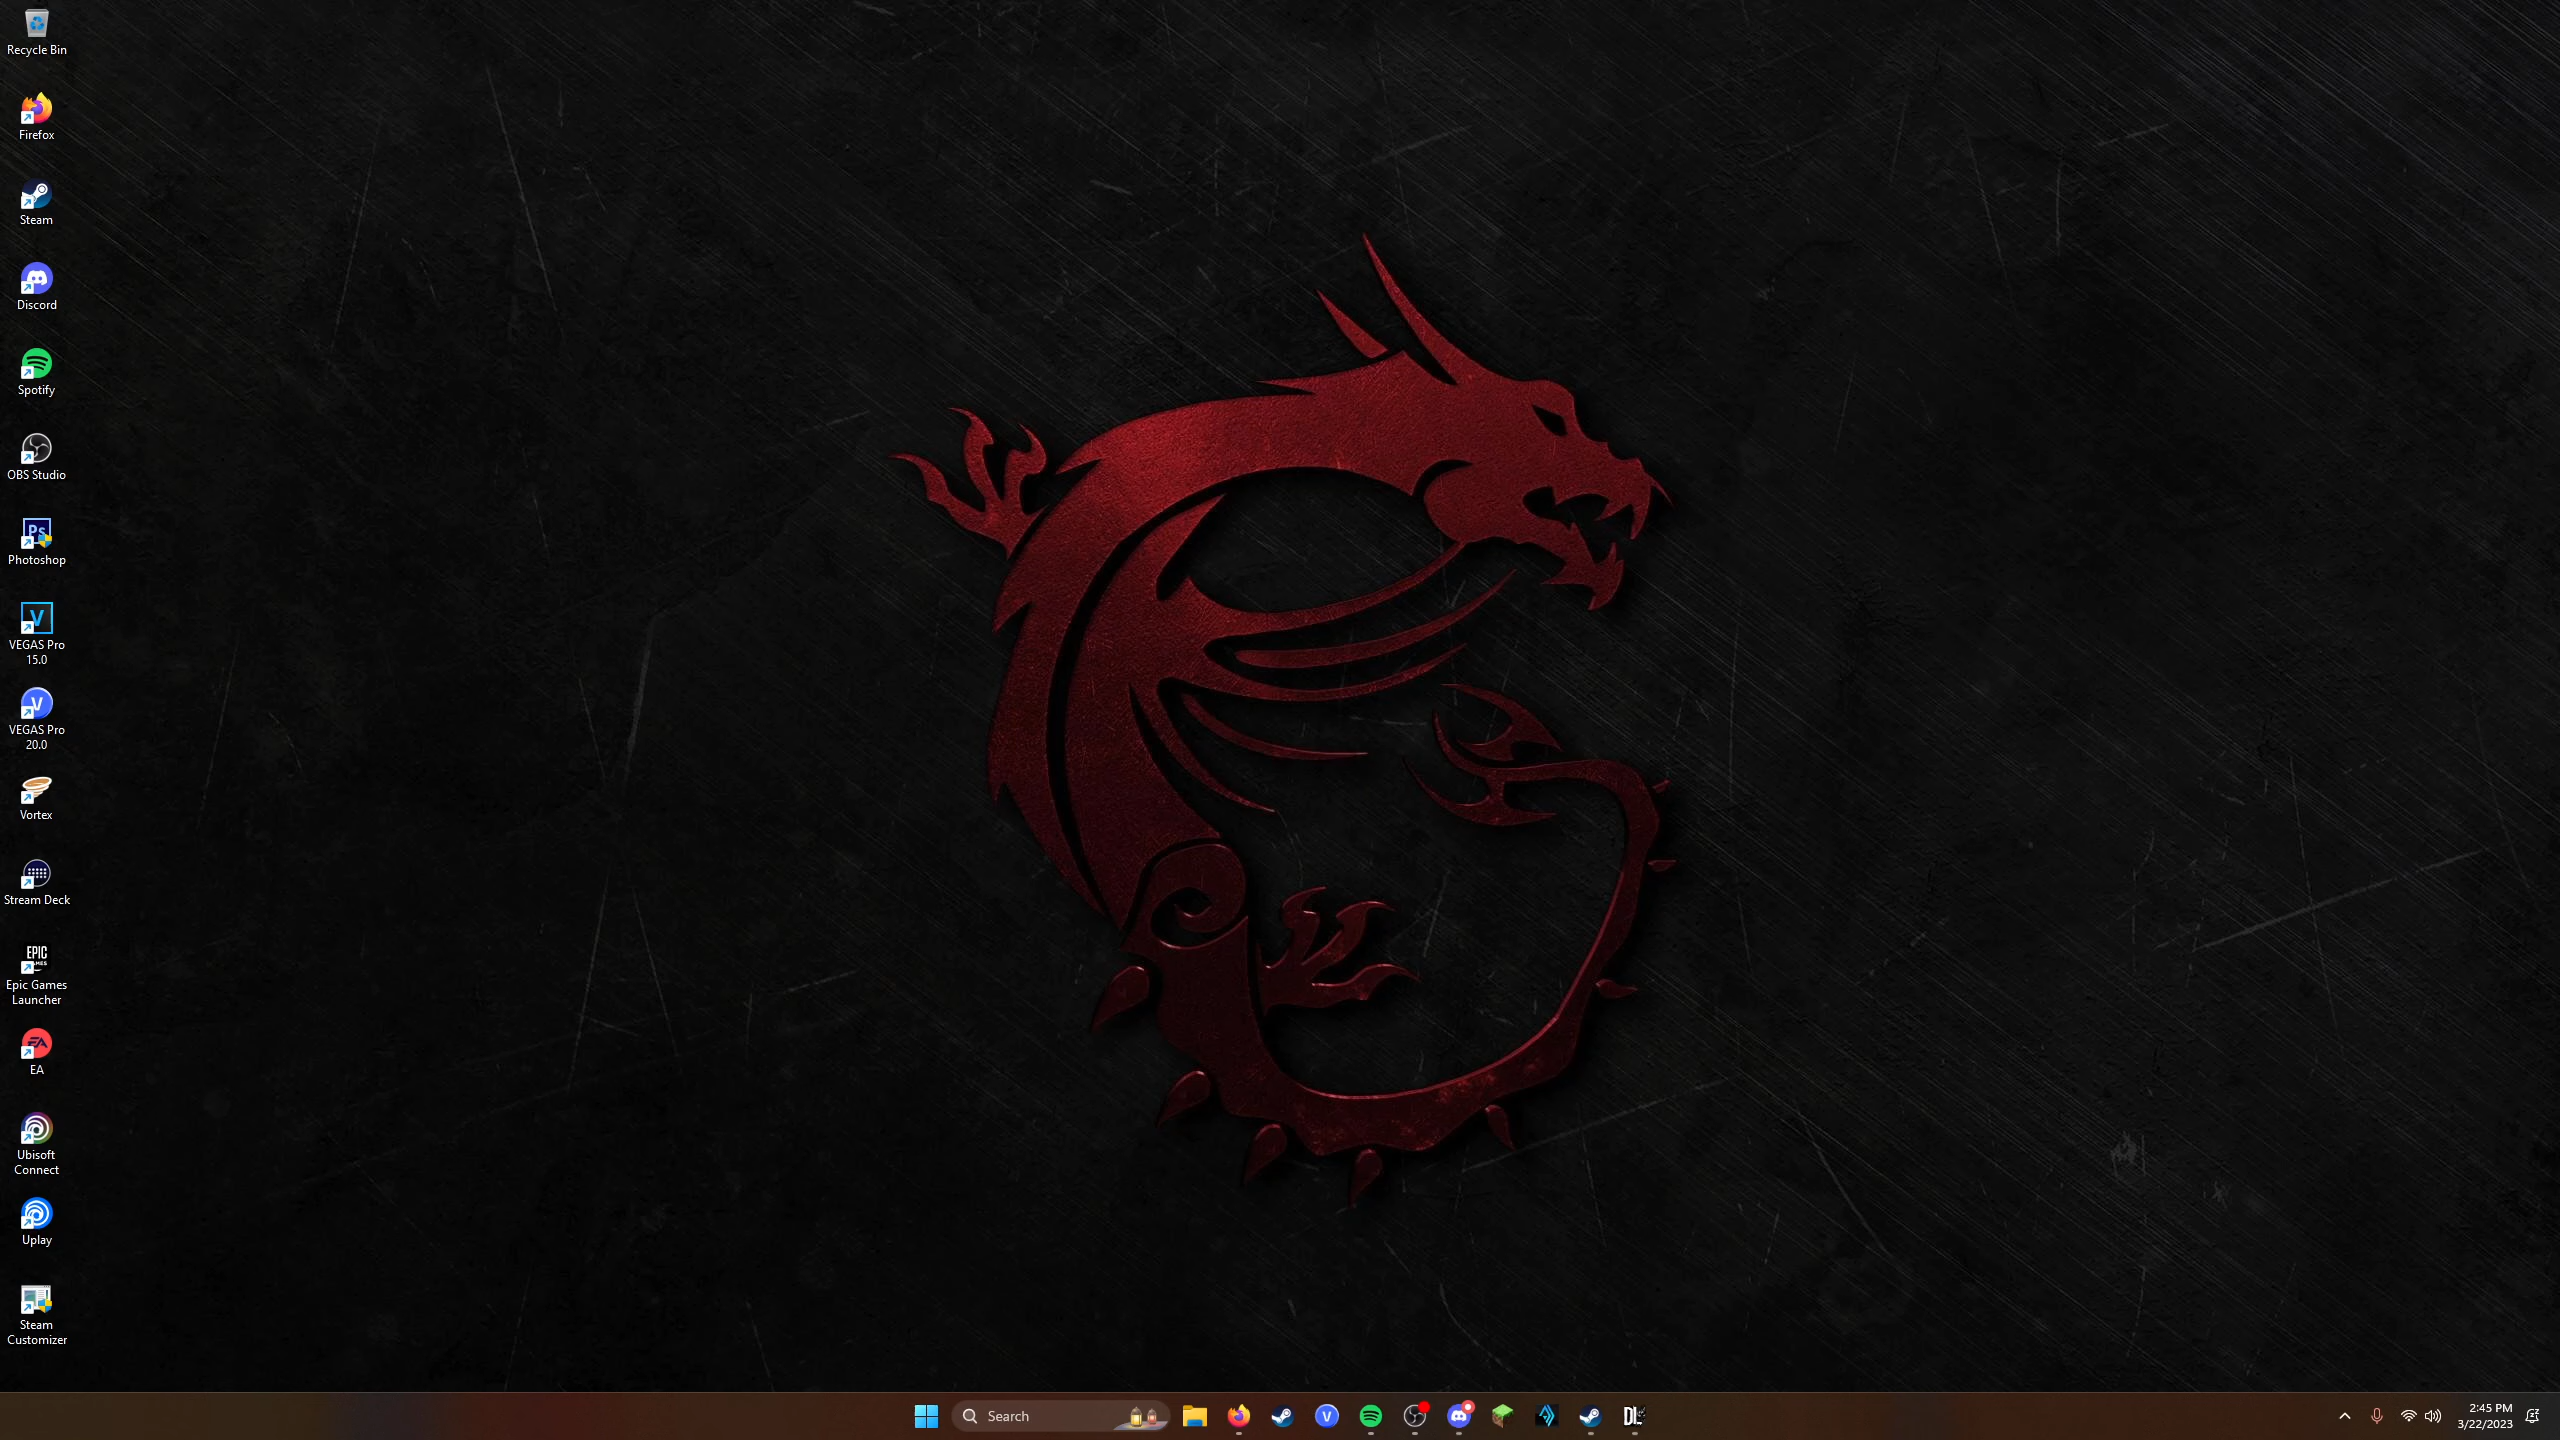 Recycle Bin
Firefox
Steam
Discord
Spotify
OBS Studio
Ps
Photoshop
V
VEGAS Pro
15.0
V
VEGAS Pro
20.0
Vortex
Stream Deck
EPIC
Epic Games
Launcher
EA
EA
Ubisoft
Connect
Uplay
Steam
Customizer
Search
V
DL
2:45 PM
3/22/2023